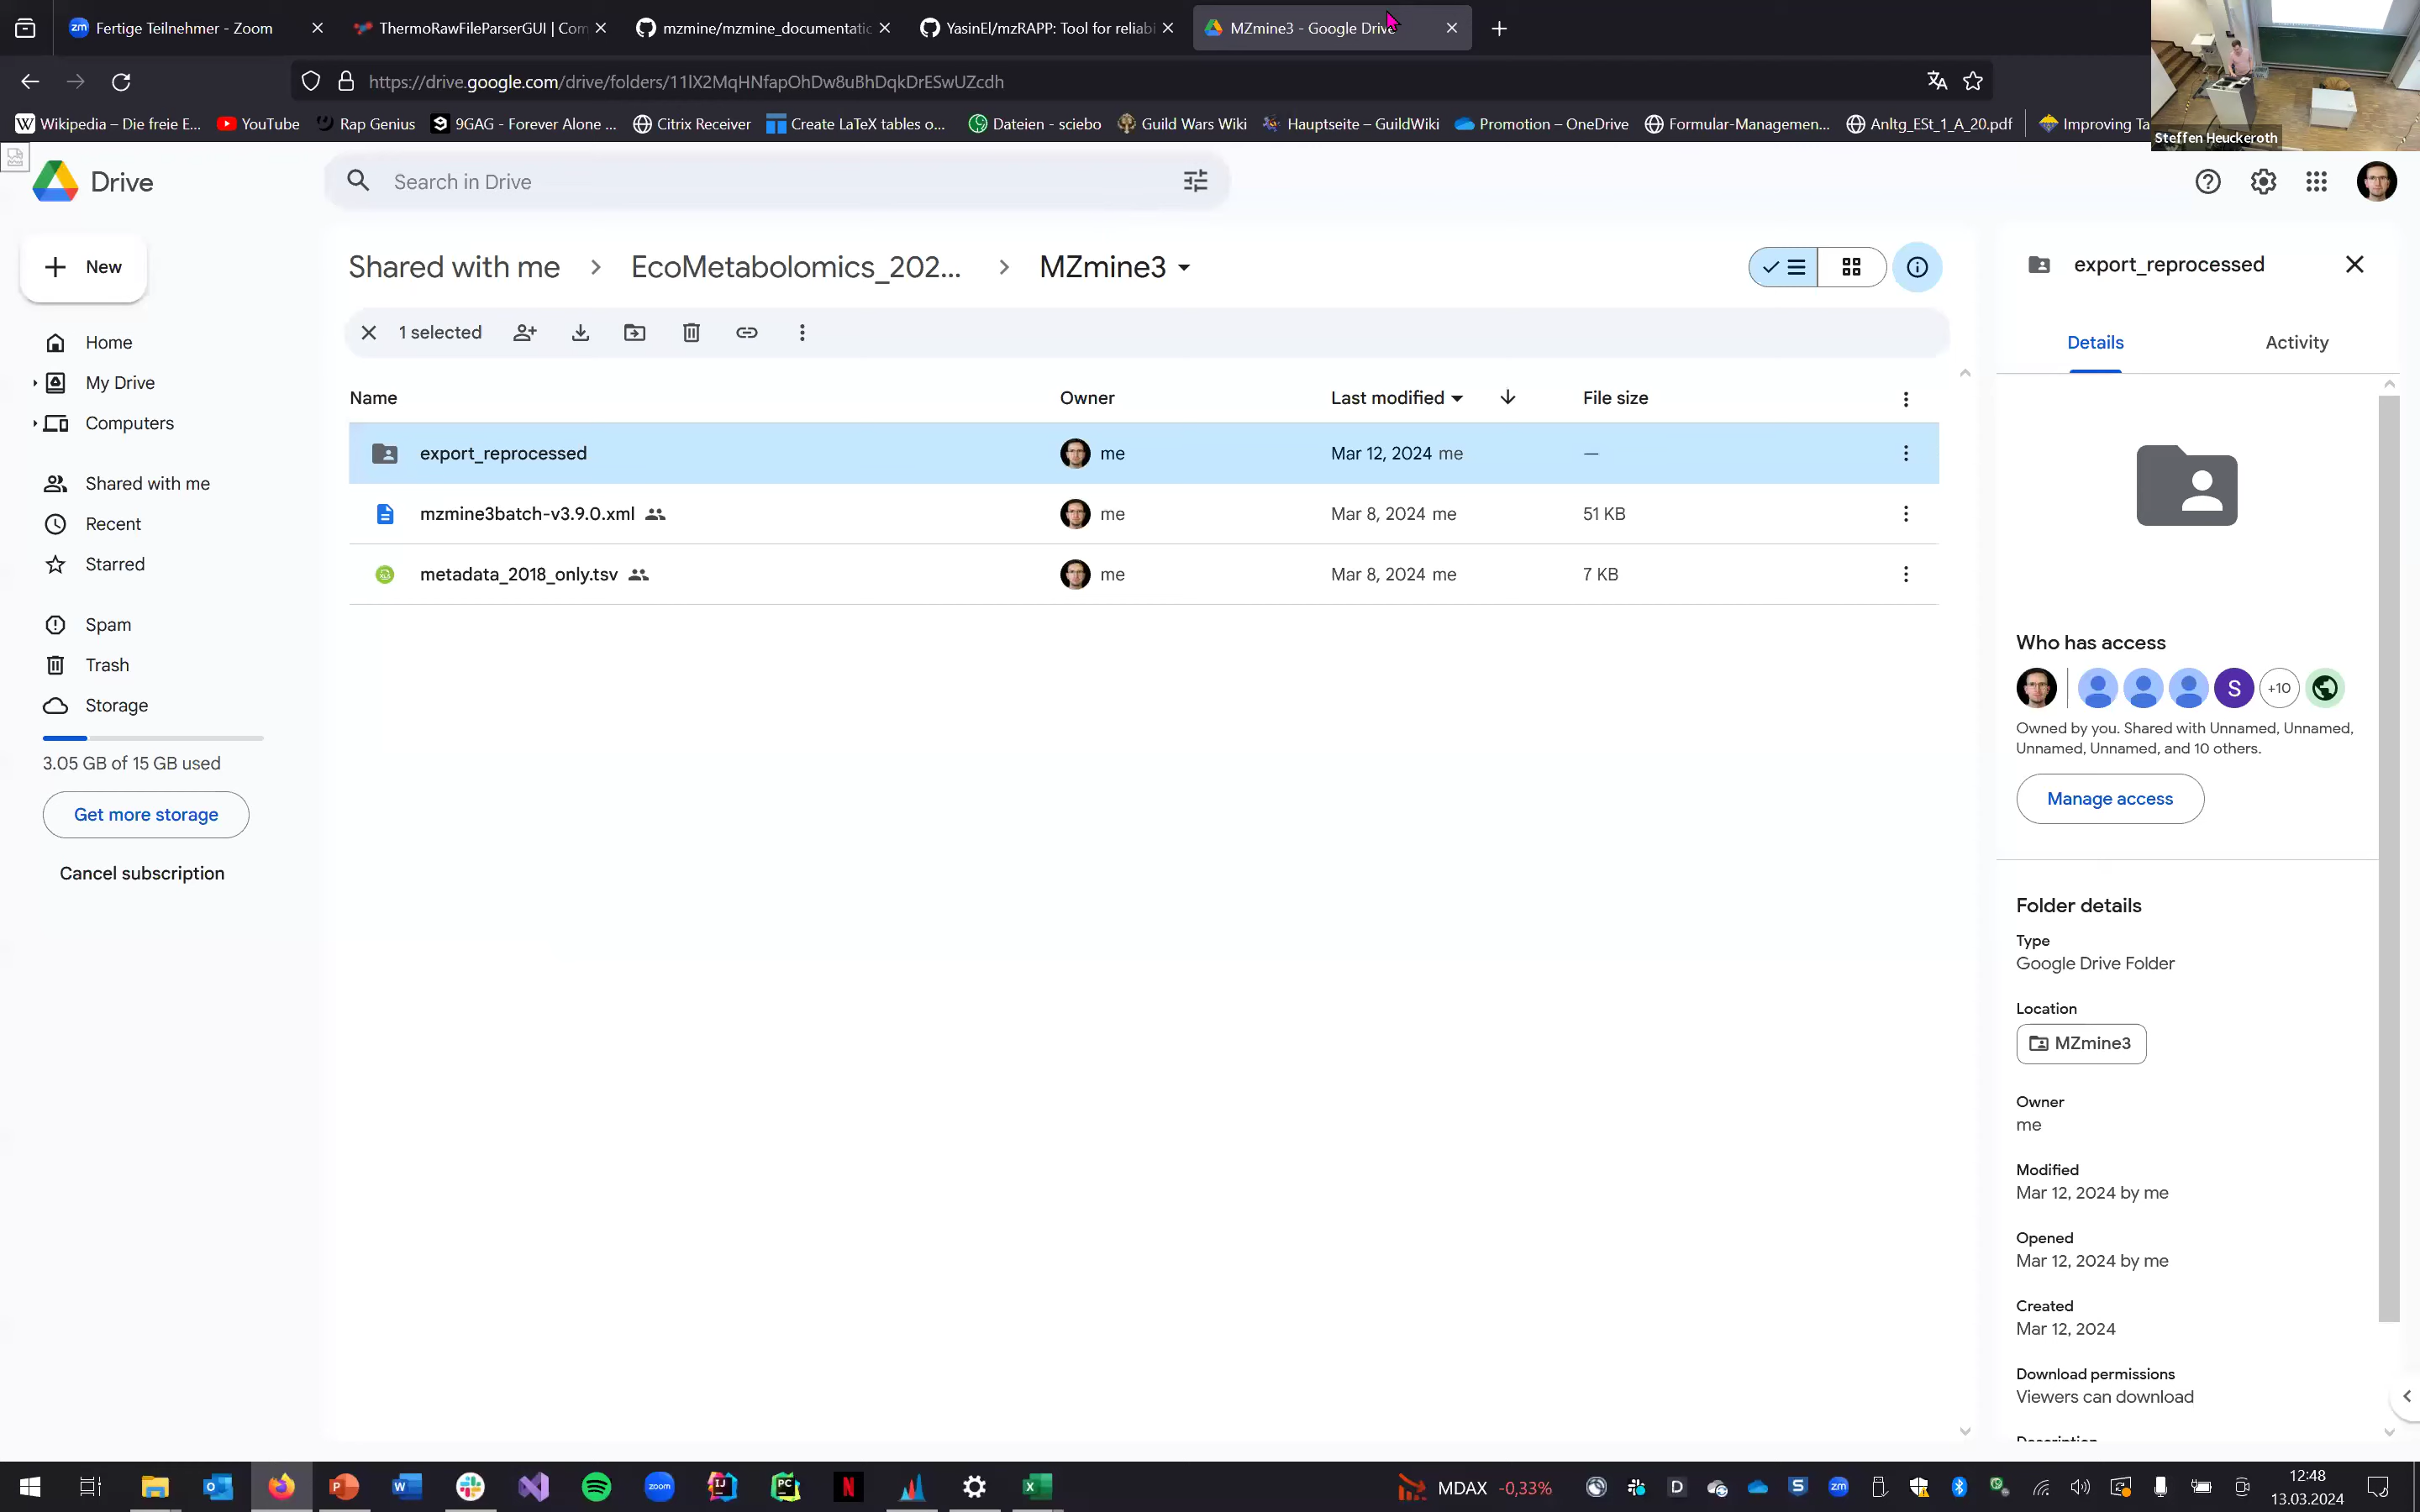 Fertige Teilnehmer - Zoom
ThermoRawFileParserGUI | Com
mzmine/mzmine_documentatic
YasinEl/mzRAPP: Tool for reliabi
MZmine3 - Google Drive
https://drive.google.com/drive/folders/11lX2MqHNfapOhDw8uBhDqkDrESwUZcdh
Wikipedia – Die freie E...
YouTube
Rap Genius
9GAG - Forever Alone ...
Citrix Receiver
Create LaTeX tables o...
Dateien - sciebo
Guild Wars Wiki
Hauptseite – GuildWiki
Promotion – OneDrive
Formular-Managemen...
Anltg_ESt_1_A_20.pdf
Improving Ta
Steffen Heuckeroth
Drive
Search in Drive
New
Shared with me
EcoMetabolomics_202...
MZmine3
export_reprocessed
Home
My Drive
Computers
Shared with me
Recent
Starred
Spam
Trash
Storage
3.05 GB of 15 GB used
Get more storage
Cancel subscription
1 selected
Name Owner Last modified File size
export_reprocessed me Mar 12, 2024 me —
mzmine3batch-v3.9.0.xml me Mar 8, 2024 me 51 KB
metadata_2018_only.tsv me Mar 8, 2024 me 7 KB
Details
Activity
Who has access
S
+10
Owned by you. Shared with Unnamed, Unnamed,
Unnamed, Unnamed, and 10 others.
Manage access
Folder details
Type
Google Drive Folder
Location
MZmine3
Owner
me
Modified
Mar 12, 2024 by me
Opened
Mar 12, 2024 by me
Created
Mar 12, 2024
Download permissions
Viewers can download
Description
MDAX -0,33%
12:48
13.03.2024